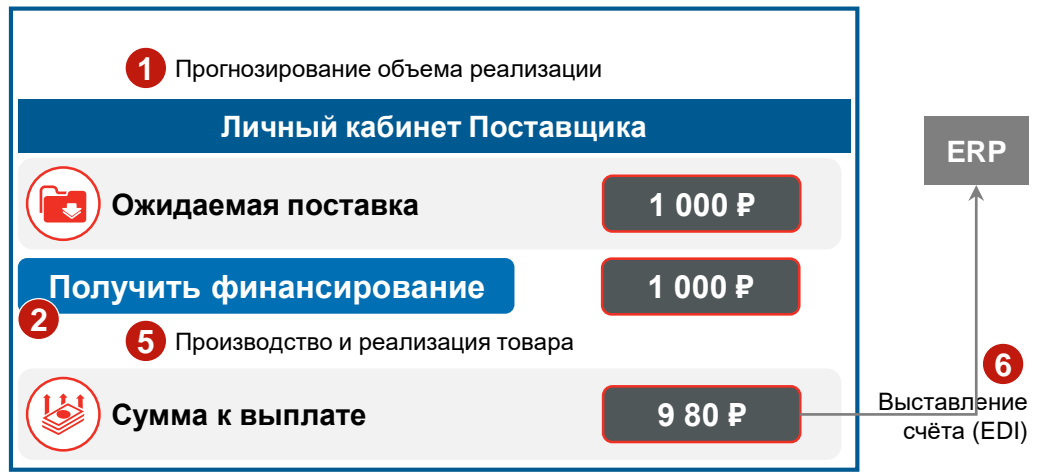 1 Прогнозирование объема реализации
Личный кабинет Поставщика
ERP
Ожидаемая поставка 1 000 ₽
Получить финансирование 1 000 ₽
2
5 Производство и реализация товара
6
Сумма к выплате 9 80 ₽
Выставление
счёта (EDI)